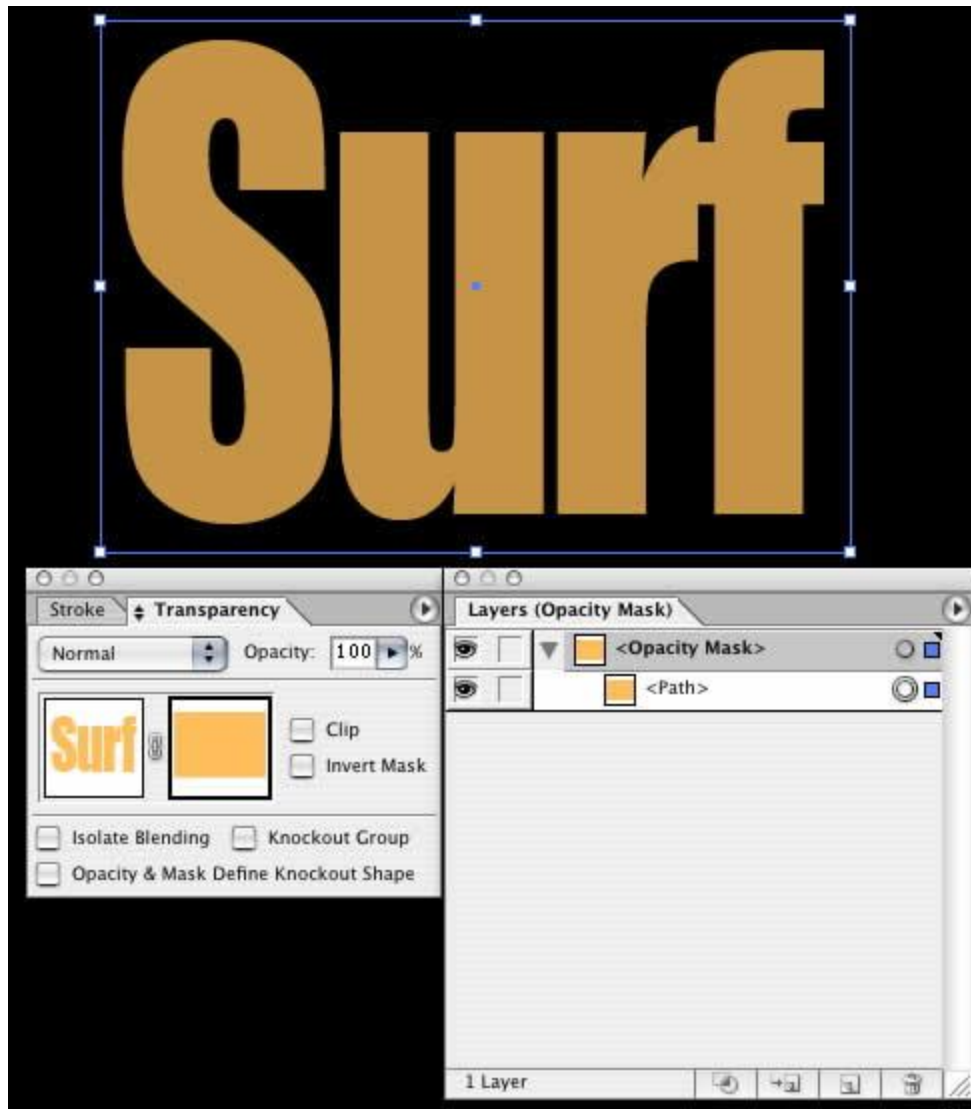 Surf
Stroke
Transparency
Normal
Opacity: 100 %
Surf
Clip
Invert Mask
Isolate Blending
Knockout Group
Opacity & Mask Define Knockout Shape
Layers (Opacity Mask)
<Opacity Mask>
<Path>
1 Layer